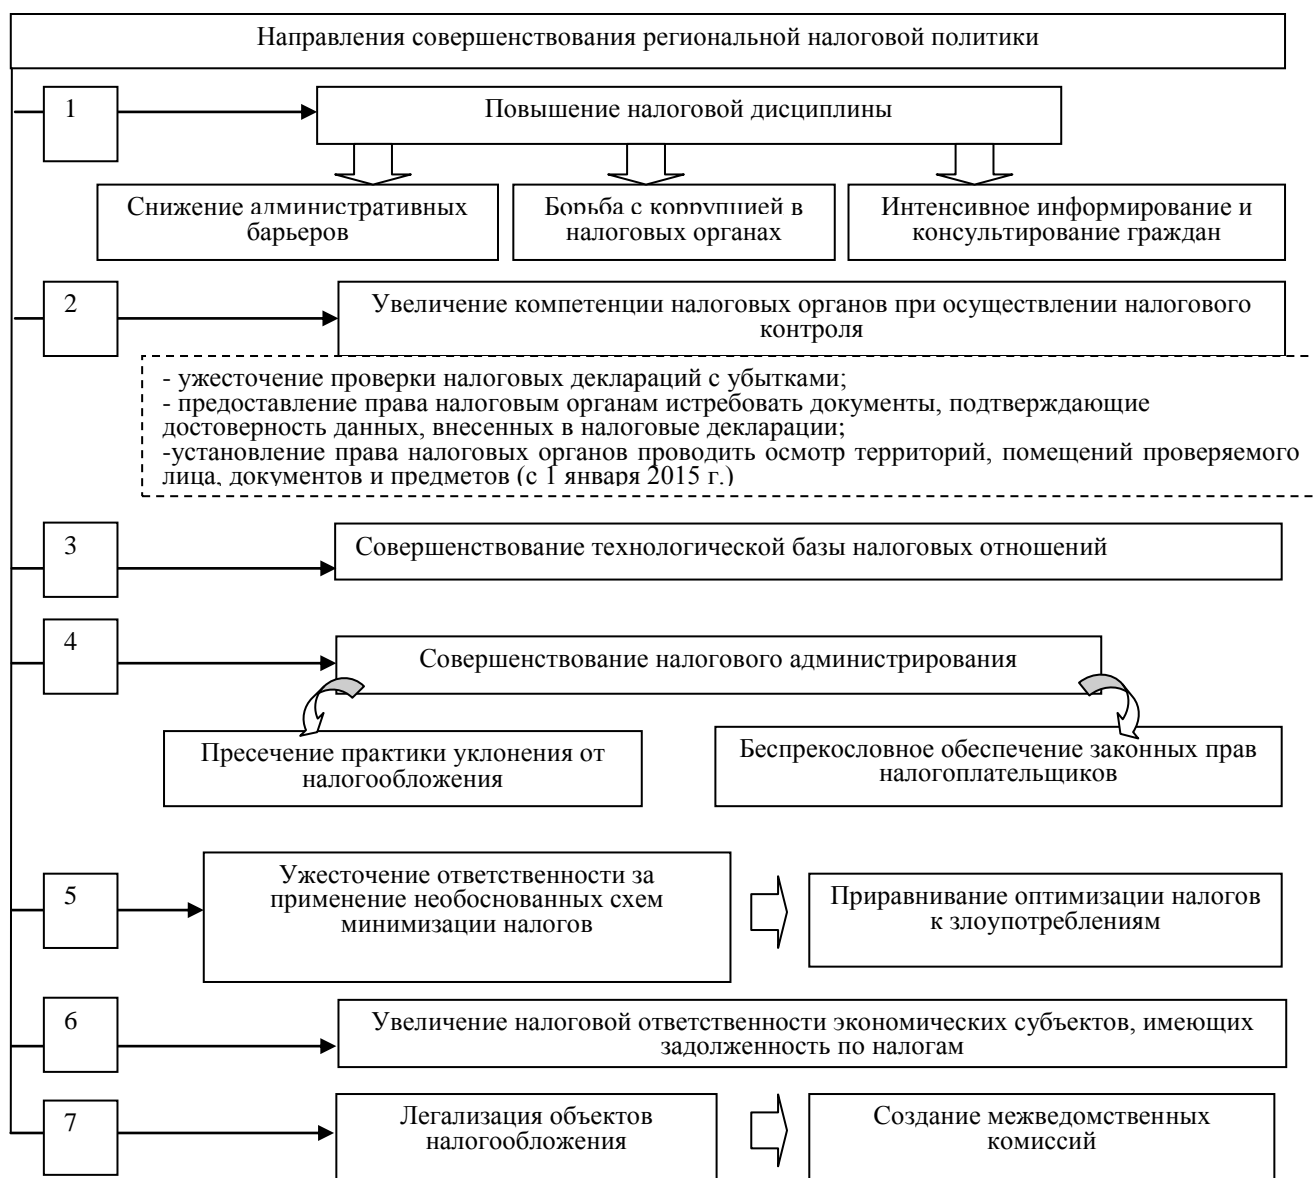 Направления совершенствования региональной налоговой политики
1
Повышение налоговой дисциплины
Снижение административных
барьеров
Борьба с коррупцией в
налоговых органах
Интенсивное информирование и
консультирование граждан
2
Увеличение компетенции налоговых органов при осуществлении налогового
контроля
- ужесточение проверки налоговых деклараций с убытками;
- предоставление права налоговым органам истребовать документы, подтверждающие
достоверность данных, внесенных в налоговые декларации;
-установление права налоговых органов проводить осмотр территорий, помещений проверяемого
лица, документов и предметов (с 1 января 2015 г.)
3
Совершенствование технологической базы налоговых отношений
4
Совершенствование налогового администрирования
Пресечение практики уклонения от
налогообложения
Беспрекословное обеспечение законных прав
налогоплательщиков
5
Ужесточение ответственности за
применение необоснованных схем
минимизации налогов
Приравнивание оптимизации налогов
к злоупотреблениям
6
Увеличение налоговой ответственности экономических субъектов, имеющих
задолженность по налогам
7
Легализация объектов
налогообложения
Создание межведомственных
комиссий